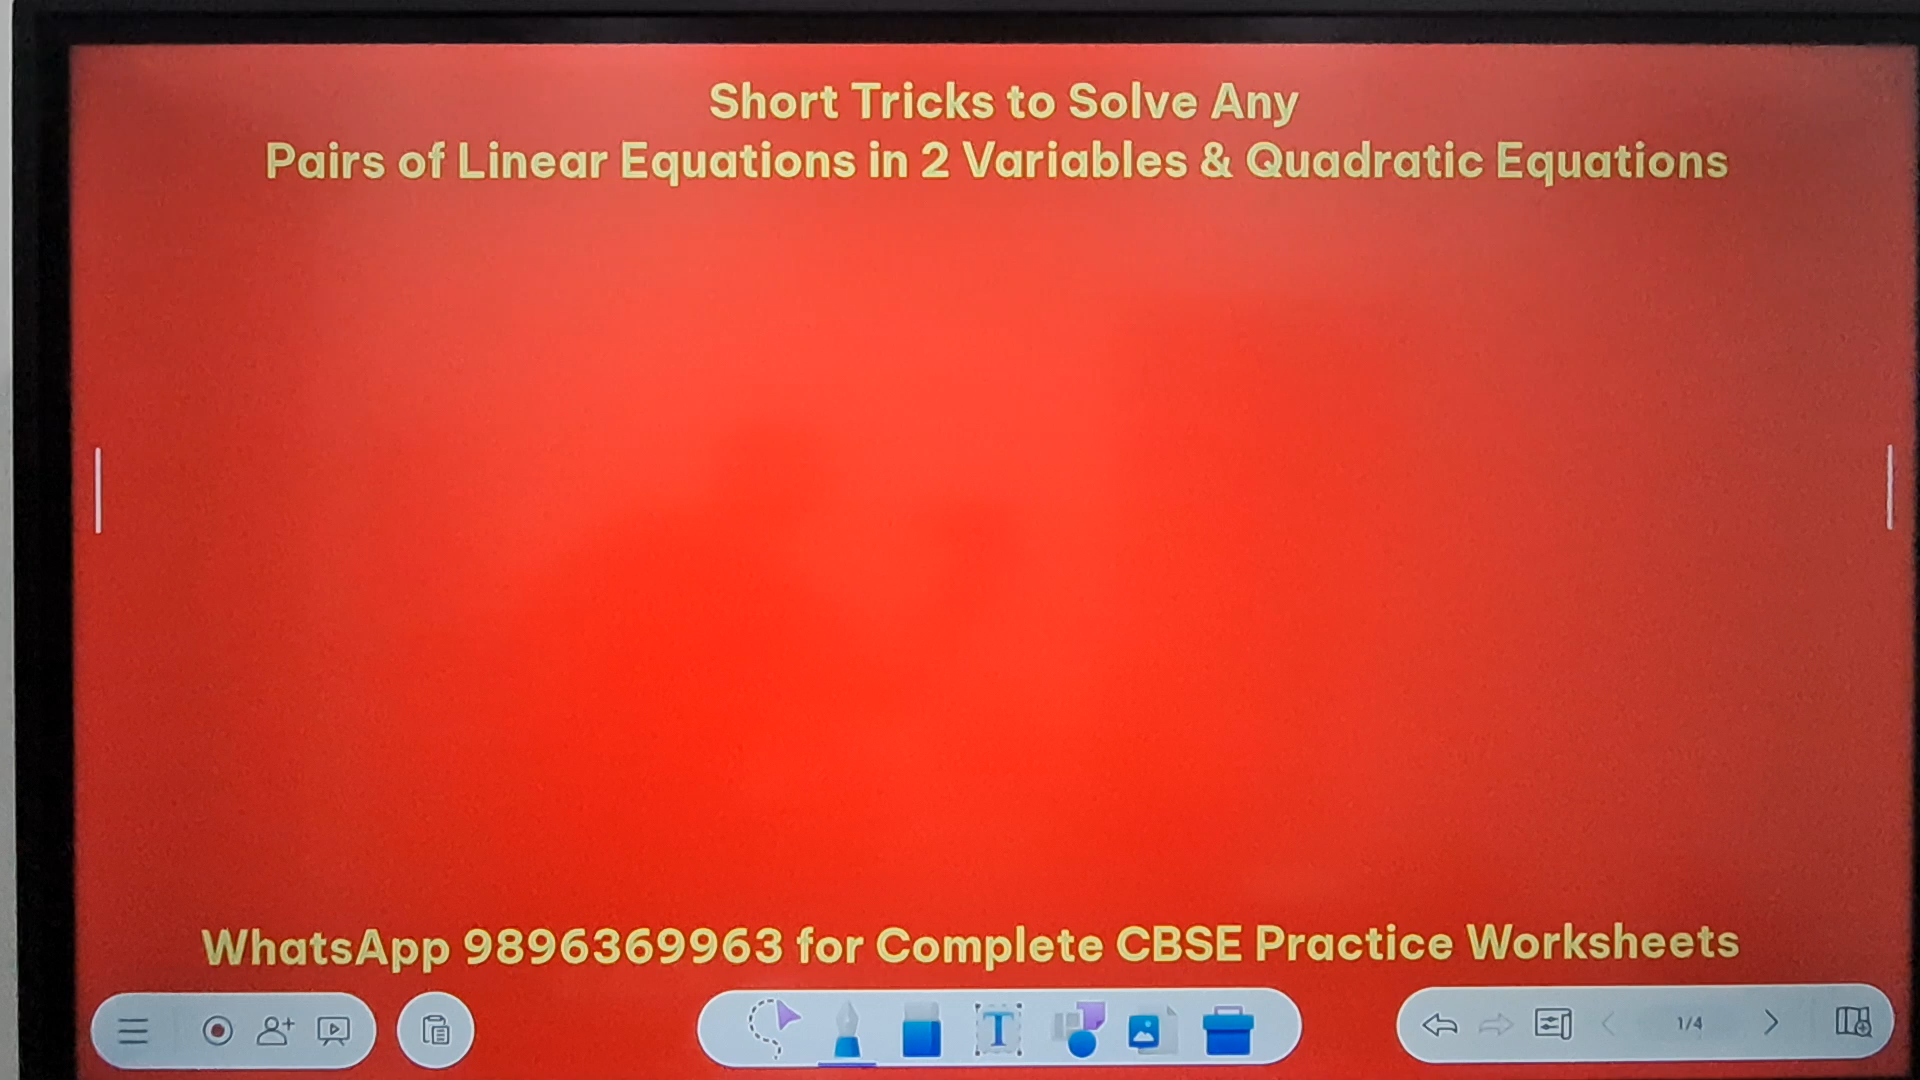 Short Tricks to Solve Any
Pairs of Linear Equations in 2 Variables & Quadratic Equations
WhatsApp 9896369963 for Complete CBSE Practice Worksheets
T
1/4